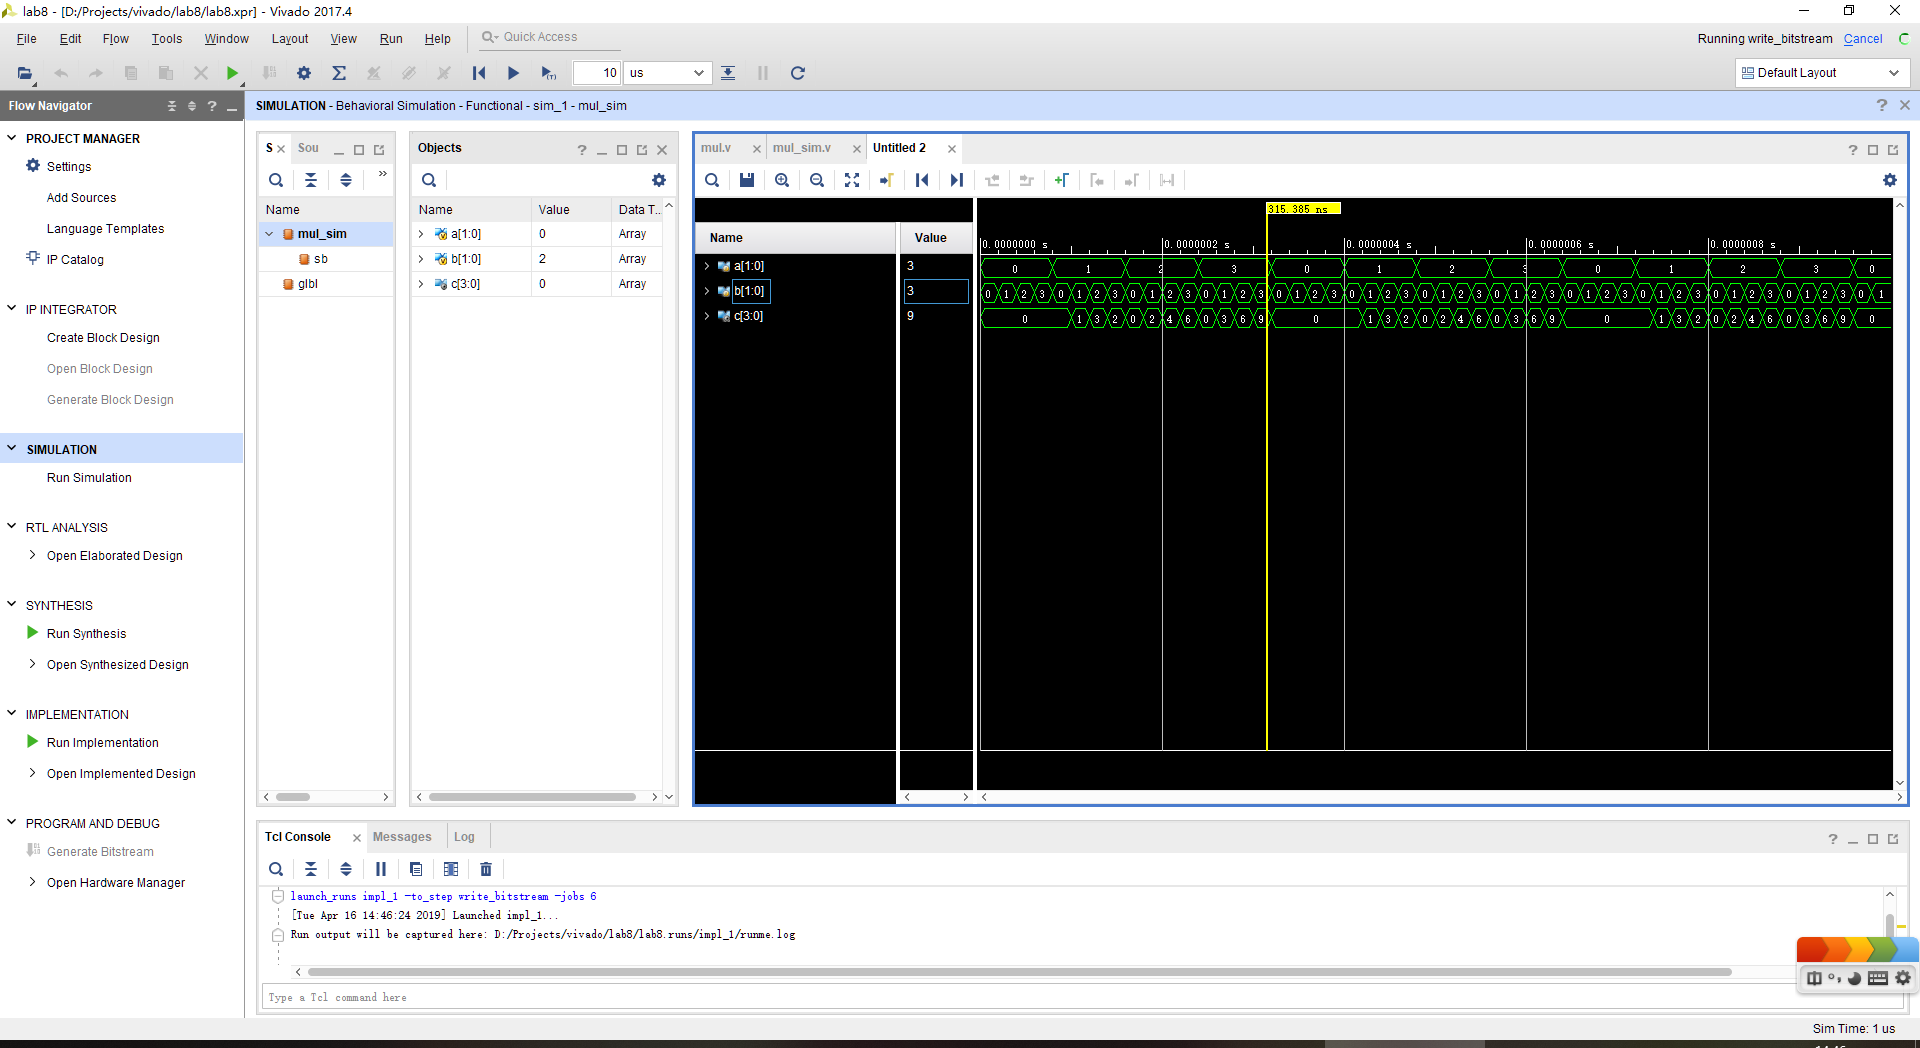 lab8 - [D:/Projects/vivado/lab8/lab8.xpr] - Vivado 2017.4
File Edit Flow Tools Window Layout View Run Help Quick Access
Running write_bitstream Cancel
10 us
Default Layout
Flow Navigator
SIMULATION - Behavioral Simulation - Functional - sim_1 - mul_sim
PROJECT MANAGER
Settings
Add Sources
Language Templates
IP Catalog
IP INTEGRATOR
Create Block Design
Open Block Design
Generate Block Design
SIMULATION
Run Simulation
RTL ANALYSIS
Open Elaborated Design
SYNTHESIS
Run Synthesis
Open Synthesized Design
IMPLEMENTATION
Run Implementation
Open Implemented Design
PROGRAM AND DEBUG
Generate Bitstream
Open Hardware Manager
S Sou
Name
mul_sim
sb
glbl
Objects
Name Value Data T..
a[1:0] 0 Array
b[1:0] 2 Array
c[3:0] 0 Array
mul.v mul_sim.v Untitled 2
315.385 ns
Name Value
0.0000000 s 0.0000002 s 0.0000004 s 0.0000006 s 0.0000008 s
a[1:0] 3 0 1 2 3 0 1 2 3 0 1 2 3 0
b[1:0] 3 0 1 2 3 0 1 2 3 0 1 2 3 0 1 2 3 0 1 2 3 0 1 2 3 0 1 2 3 0 1 2 3 0 1 2 3 0 1 2 3 0 1 2 3 0 1 2 3 0 1
c[3:0] 9 0 1 3 2 0 2 4 6 0 3 6 9 0 1 3 2 0 2 4 6 0 3 6 9 0 1 3 2 0 2 4 6 0 3 6 9 0
Tcl Console Messages Log
launch_runs impl_1 -to_step write_bitstream -jobs 6
[Tue Apr 16 14:46:24 2019] Launched impl_1...
Run output will be captured here: D:/Projects/vivado/lab8/lab8.runs/impl_1/runme.log
Type a Tcl command here
中
Sim Time: 1 us